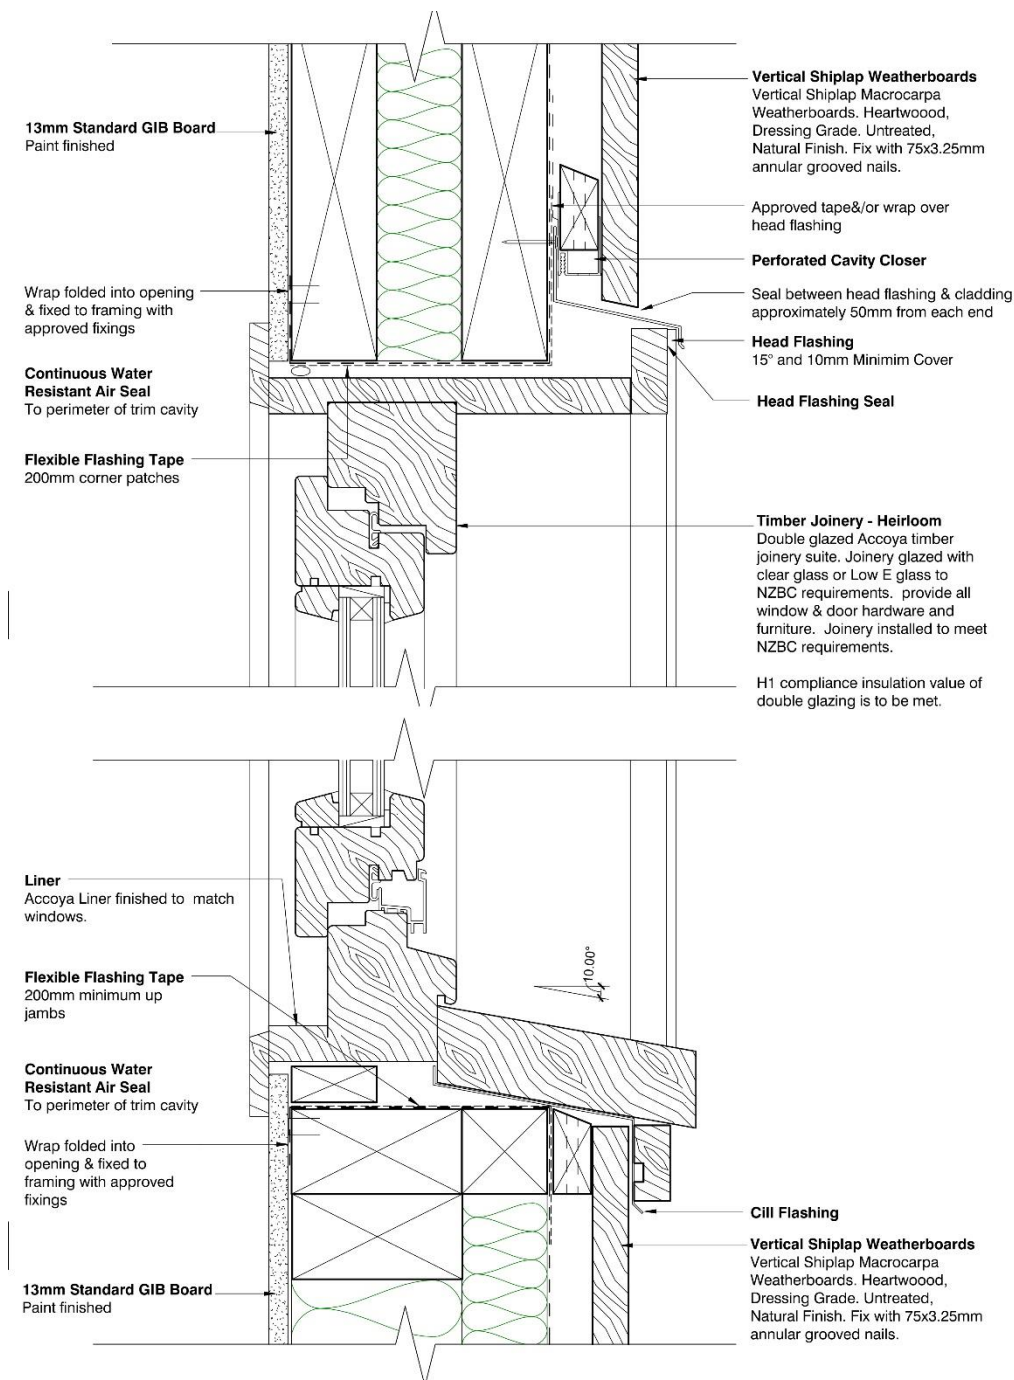 13mm Standard GIB Board
Paint finished
Wrap folded into opening
& fixed to framing with
approved fixings
Continuous Water
Resistant Air Seal
To perimeter of trim cavity
Flexible Flashing Tape
200mm corner patches
Vertical Shiplap Weatherboards
Vertical Shiplap Macrocarpa
Weatherboards. Heartwoood,
Dressing Grade. Untreated,
Natural Finish. Fix with 75x3.25mm
annular grooved nails.
Approved tape&/or wrap over
head flashing
Perforated Cavity Closer
Seal between head flashing & cladding
approximately 50mm from each end
Head Flashing
15° and 10mm Minimim Cover
Head Flashing Seal
Timber Joinery - Heirloom
Double glazed Accoya timber
joinery suite. Joinery glazed with
clear glass or Low E glass to
NZBC requirements. provide all
window & door hardware and
furniture. Joinery installed to meet
NZBC requirements.
H1 compliance insulation value of
double glazing is to be met.
Liner
Accoya Liner finished to match
windows.
Flexible Flashing Tape
200mm minimum up
jambs
Continuous Water
Resistant Air Seal
To perimeter of trim cavity
Wrap folded into
opening & fixed to
framing with approved
fixings
13mm Standard GIB Board
Paint finished
10.00°
Cill Flashing
Vertical Shiplap Weatherboards
Vertical Shiplap Macrocarpa
Weatherboards. Heartwoood,
Dressing Grade. Untreated,
Natural Finish. Fix with 75x3.25mm
annular grooved nails.